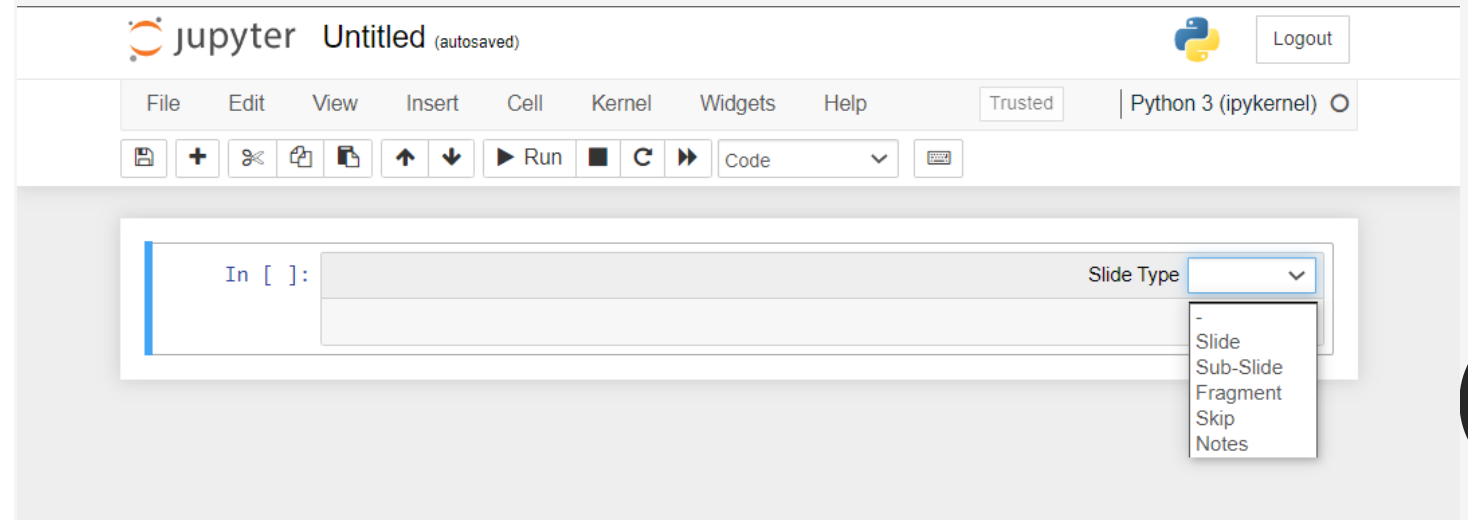 jupyter Untitled (autosaved) Logout
File Edit View Insert Cell Kernel Widgets Help Trusted Python 3 (ipykernel)
Run Code
In [ ]: Slide Type
-
Slide
Sub-Slide
Fragment
Skip
Notes